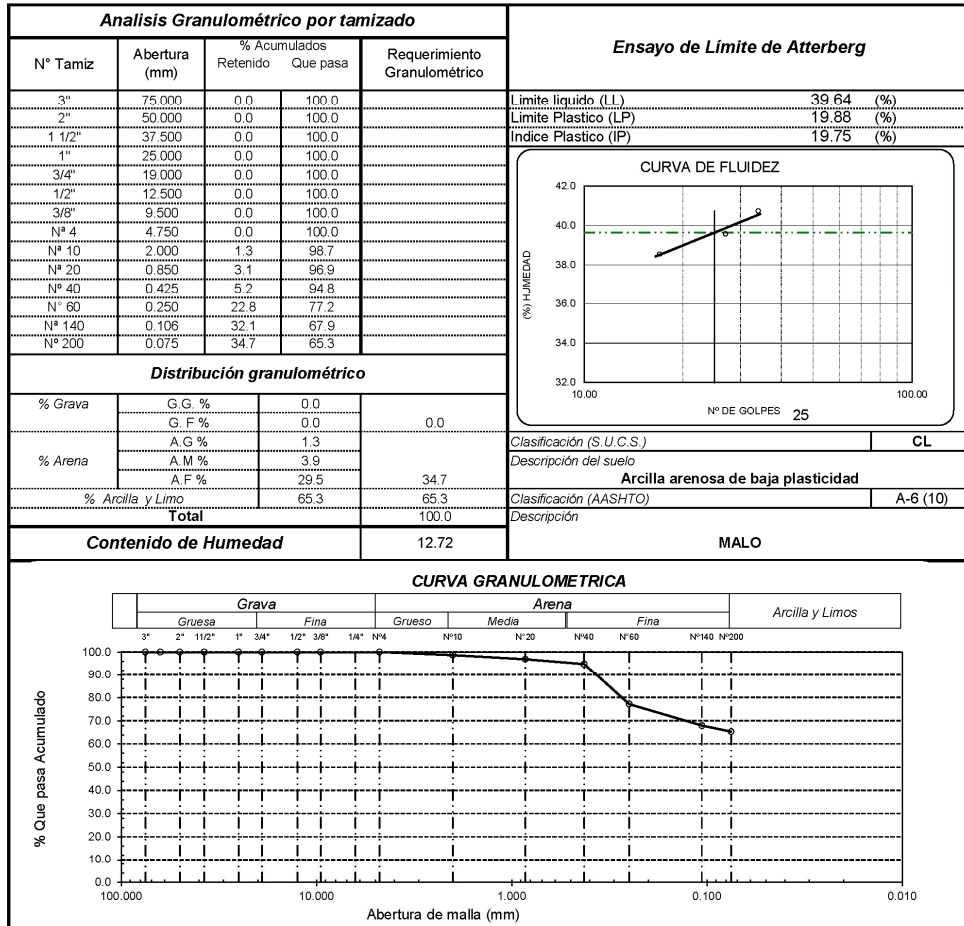 Analisis Granulométrico por tamizado
N° Tamiz Abertura (mm) % Acumulados Retenido Que pasa Requerimiento Granulométrico
3" 75.000 0.0 100.0
2" 50.000 0.0 100.0
1 1/2" 37.500 0.0 100.0
1" 25.000 0.0 100.0
3/4" 19.000 0.0 100.0
1/2" 12.500 0.0 100.0
3/8" 9.500 0.0 100.0
Nª 4 4.750 0.0 100.0
Nª 10 2.000 1.3 98.7
Nª 20 0.850 3.1 96.9
Nº 40 0.425 5.2 94.8
N° 60 0.250 22.8 77.2
Nª 140 0.106 32.1 67.9
Nº 200 0.075 34.7 65.3
Distribución granulométrico
% Grava G.G. % 0.0
G. F % 0.0 0.0
A.G % 1.3
% Arena A.M % 3.9
A.F % 29.5 34.7
% Arcilla y Limo 65.3 65.3
Total 100.0
Contenido de Humedad 12.72
Ensayo de Límite de Atterberg
Limite liquido (LL) 39.64 (%)
Limite Plastico (LP) 19.88 (%)
Indice Plastico (IP) 19.75 (%)
CURVA DE FLUIDEZ
(%) HUMEDAD
42.0
40.0
38.0
36.0
34.0
32.0
10.00 100.00
Nº DE GOLPES 25
Clasificación (S.U.C.S.) CL
Descripción del suelo
Arcilla arenosa de baja plasticidad
Clasificación (AASHTO) A-6 (10)
Descripción
MALO
CURVA GRANULOMETRICA
Grava Arena Arcilla y Limos
Gruesa Fina Grueso Media Fina
3" 2" 11/2" 1" 3/4" 1/2" 3/8" 1/4" Nº4 Nº10 N°20 Nº40 N°60 Nº140 Nº200
% Que pasa Acumulado
100.0
90.0
80.0
70.0
60.0
50.0
40.0
30.0
20.0
10.0
0.0
100.000 10.000 1.000 0.100 0.010
Abertura de malla (mm)